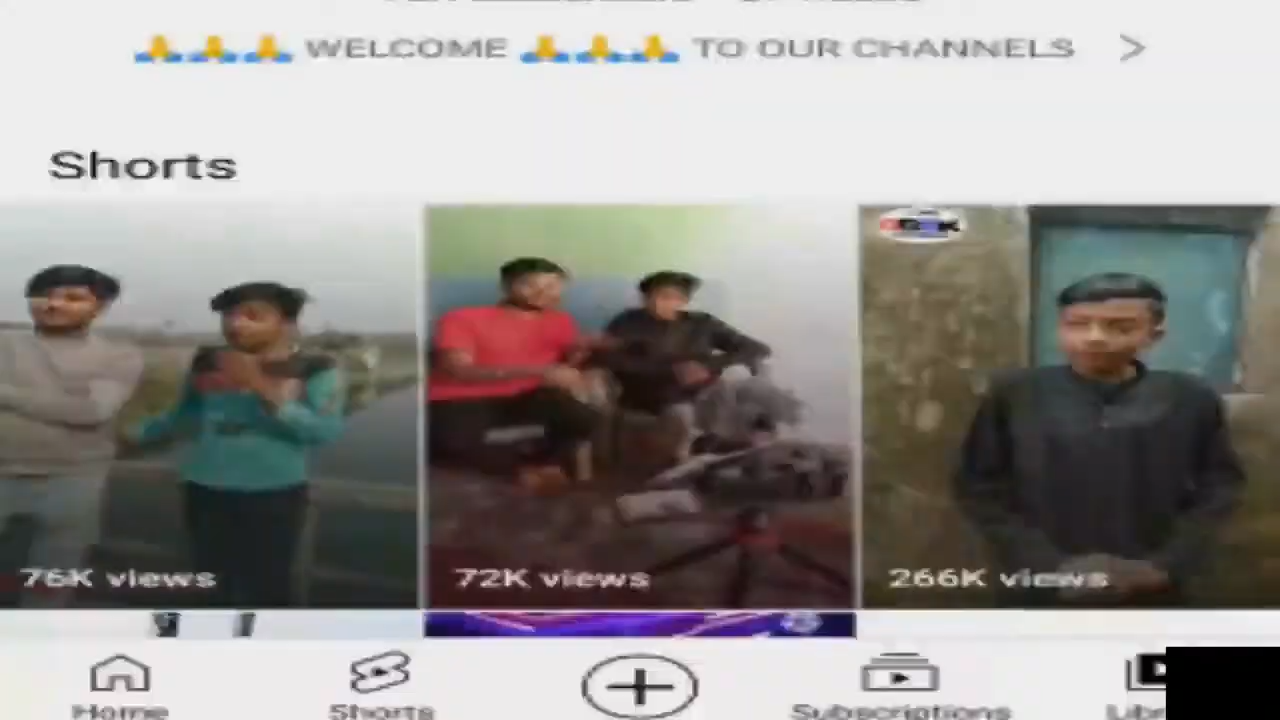 🙏🙏🙏 WELCOME 🙏🙏🙏 TO OUR CHANNELS >
Shorts
76K views
72K views
266K views
Home
Shorts
Subscriptions